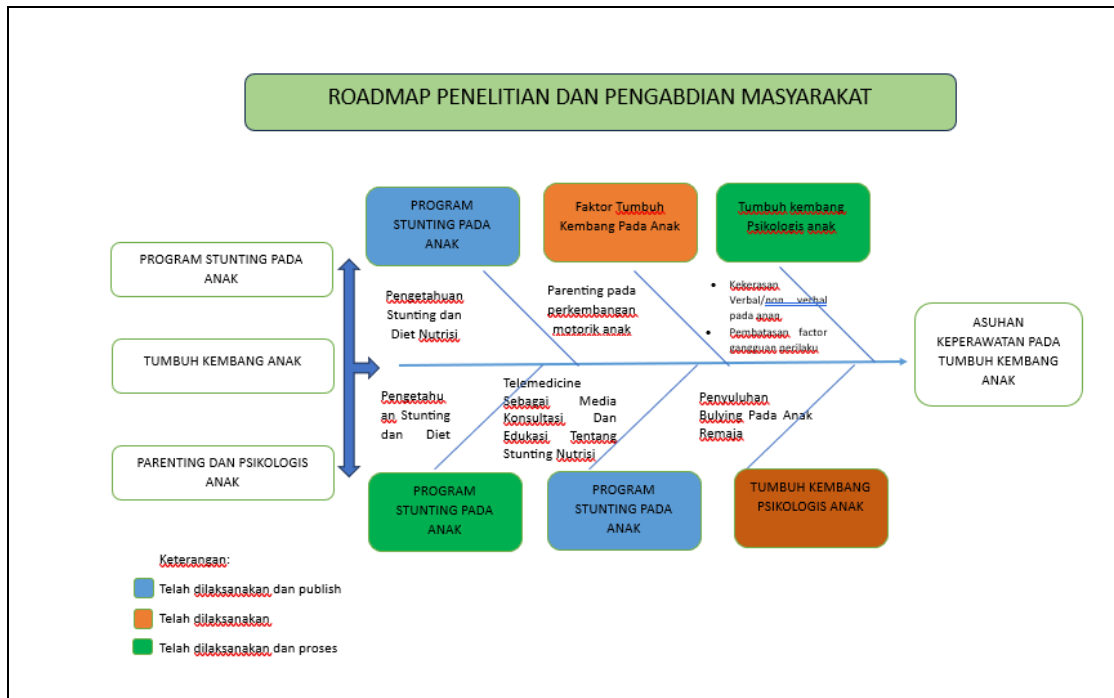 ROADMAP PENELITIAN DAN PENGABDIAN MASYARAKAT
PROGRAM STUNTING PADA ANAK
TUMBUH KEMBANG ANAK
PARENTING DAN PSIKOLOGIS ANAK
PROGRAM
STUNTING PADA
ANAK
Faktor Tumbuh
Kembang Pada Anak
Tumbuh kembang
Psikologis anak
Pengetahuan
Stunting dan
Diet Nutrisi
Parenting pada
perkembangan
motorik anak
• Kekerasan
Verbal/non verbal
pada anan
• Pembatasan factor
gangguan perilaku
ASUHAN
KEPERAWATAN PADA
TUMBUH KEMBANG
ANAK
Pengetahu
an Stunting
dan Diet
Telemedicine
Sebagai Media
Konsultasi Dan
Edukasi Tentang
Stunting Nutrisi
Penyuluhan
Bulying Pada Anak
Remaja
PROGRAM
STUNTING PADA
ANAK
PROGRAM
STUNTING PADA
ANAK
TUMBUH KEMBANG
PSIKOLOGIS ANAK
Keterangan:
Telah dilaksanakan dan publish
Telah dilaksanakan
Telah dilaksanakan dan proses